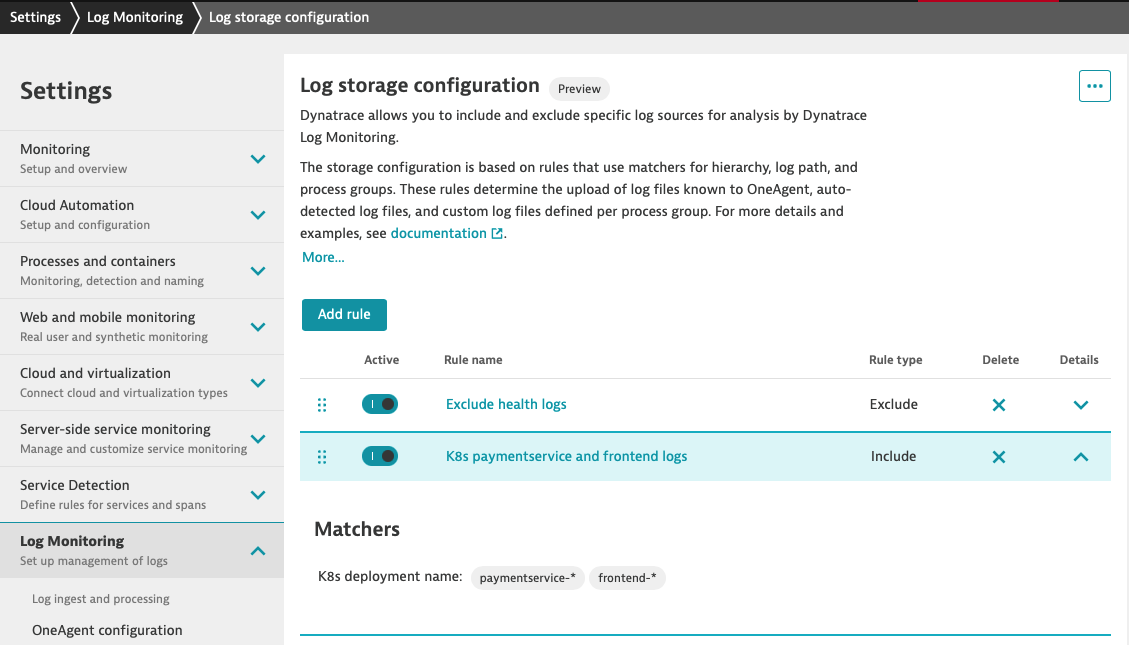 Settings
Log Monitoring
Log storage configuration
Settings
Monitoring
Setup and overview
Cloud Automation
Setup and configuration
Processes and containers
Monitoring, detection and naming
Web and mobile monitoring
Real user and synthetic monitoring
Cloud and virtualization
Connect cloud and virtualization types
Server-side service monitoring
Manage and customize service monitoring
Service Detection
Define rules for services and spans
Log Monitoring
Set up management of logs
Log ingest and processing
OneAgent configuration
Log storage configuration Preview
Dynatrace allows you to include and exclude specific log sources for analysis by Dynatrace
Log Monitoring.
The storage configuration is based on rules that use matchers for hierarchy, log path, and
process groups. These rules determine the upload of log files known to OneAgent, auto-
detected log files, and custom log files defined per process group. For more details and
examples, see documentation.
More...
Add rule
Active Rule name Rule type Delete Details
Exclude health logs Exclude
K8s paymentservice and frontend logs Include
Matchers
K8s deployment name: paymentservice-* frontend-*